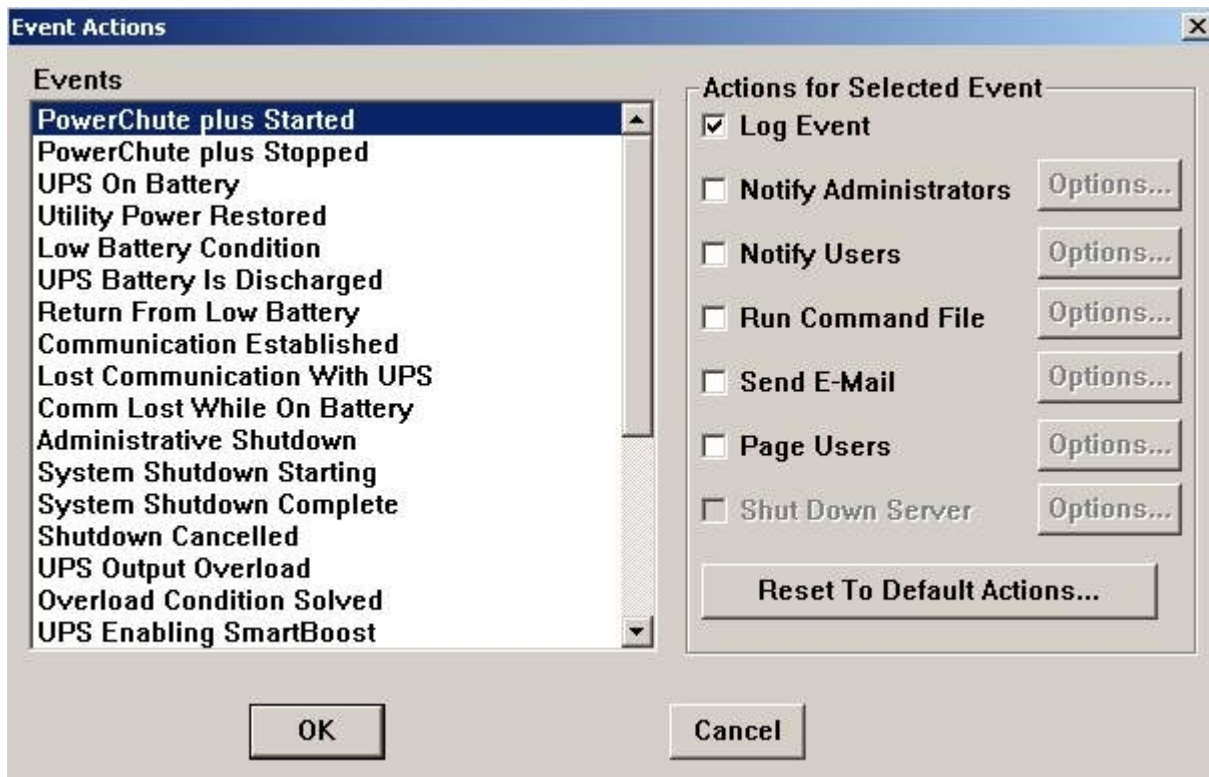 Event Actions
Events
PowerChute plus Started
PowerChute plus Stopped
UPS On Battery
Utility Power Restored
Low Battery Condition
UPS Battery Is Discharged
Return From Low Battery
Communication Established
Lost Communication With UPS
Comm Lost While On Battery
Administrative Shutdown
System Shutdown Starting
System Shutdown Complete
Shutdown Cancelled
UPS Output Overload
Overload Condition Solved
UPS Enabling SmartBoost
Actions for Selected Event
Log Event
Notify Administrators Options...
Notify Users Options...
Run Command File Options...
Send E-Mail Options...
Page Users Options...
Shut Down Server Options...
Reset To Default Actions...
OK Cancel